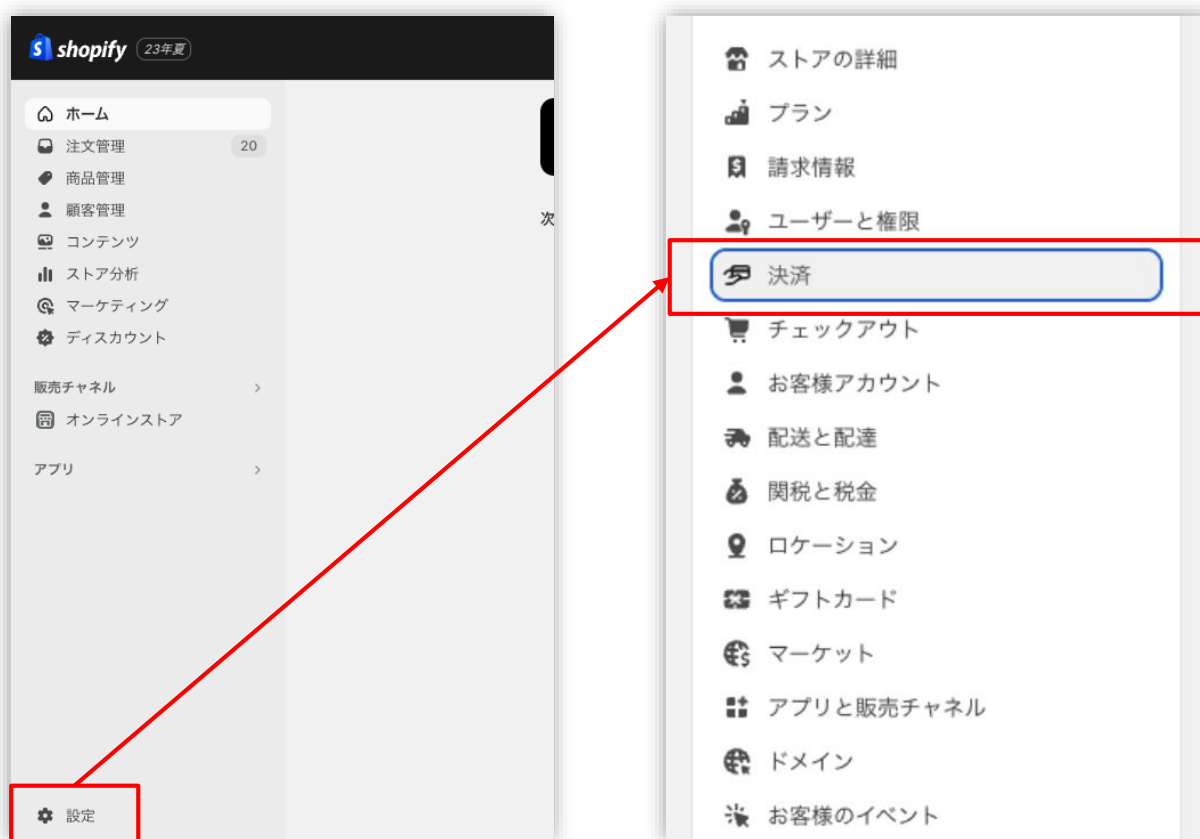 shopify 23年夏
ホーム
注文管理 20
商品管理
顧客管理
コンテンツ
ストア分析
マーケティング
ディスカウント
販売チャネル
オンラインストア
アプリ
設定
次
ストアの詳細
プラン
請求情報
ユーザーと権限
決済
チェックアウト
お客様アカウント
配送と配達
関税と税金
ロケーション
ギフトカード
マーケット
アプリと販売チャネル
ドメイン
お客様のイベント